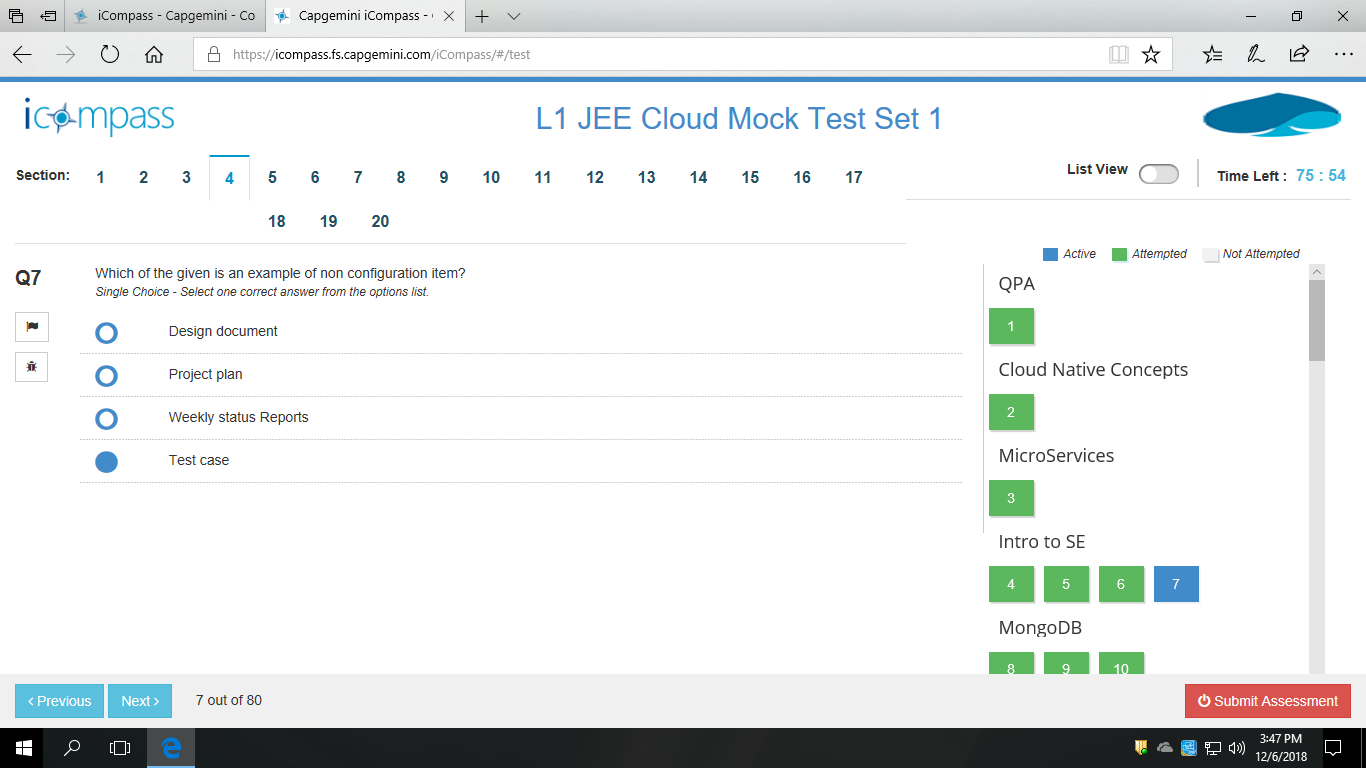 iCompass - Capgemini - Co
Capgemini iCompass -
https://icompass.fs.capgemini.com/iCompass/#/test
icompass
L1 JEE Cloud Mock Test Set 1
Section: 1 2 3 4 5 6 7 8 9 10 11 12 13 14 15 16 17
18 19 20
List View
Time Left : 75 : 54
Active Attempted Not Attempted
Q7
Which of the given is an example of non configuration item?
Single Choice - Select one correct answer from the options list.
Design document
Project plan
Weekly status Reports
Test case
QPA
1
Cloud Native Concepts
2
MicroServices
3
Intro to SE
4 5 6 7
MongoDB
8 9 10
Previous Next 7 out of 80
Submit Assessment
3:47 PM
12/6/2018